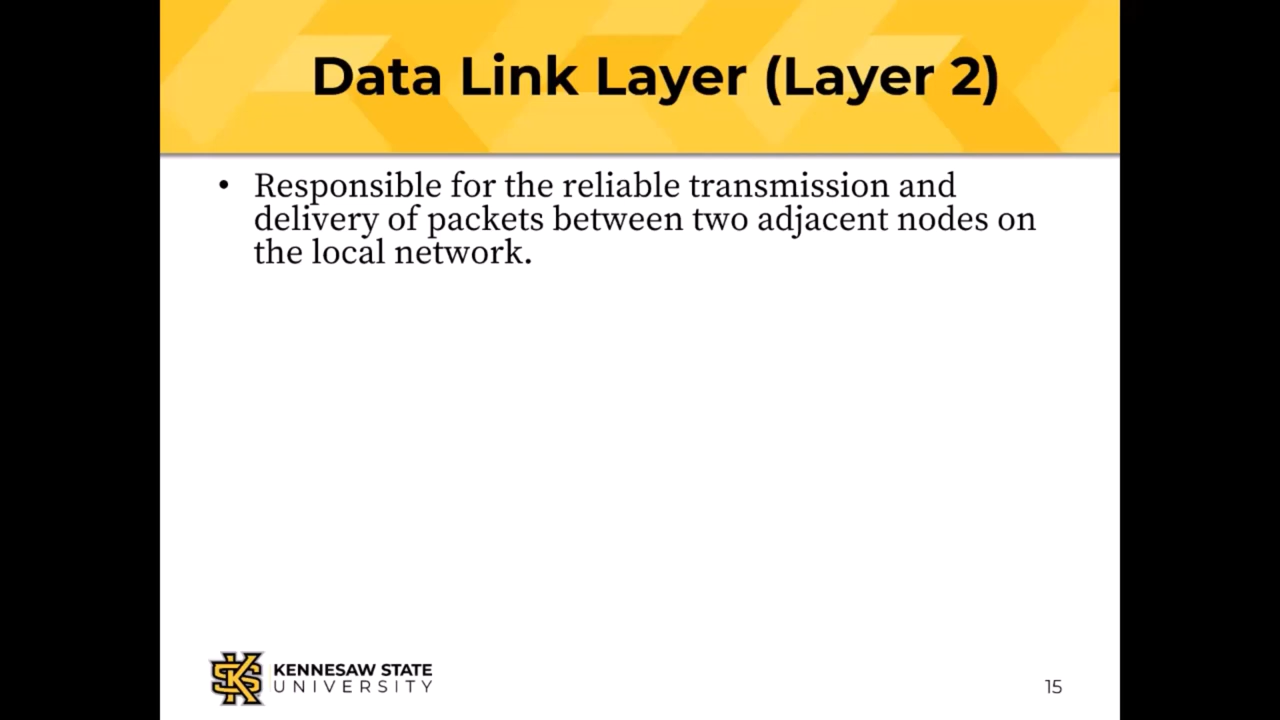 Data Link Layer (Layer 2)
• Responsible for the reliable transmission and
delivery of packets between two adjacent nodes on
the local network.
KENNESAW STATE
UNIVERSITY
15